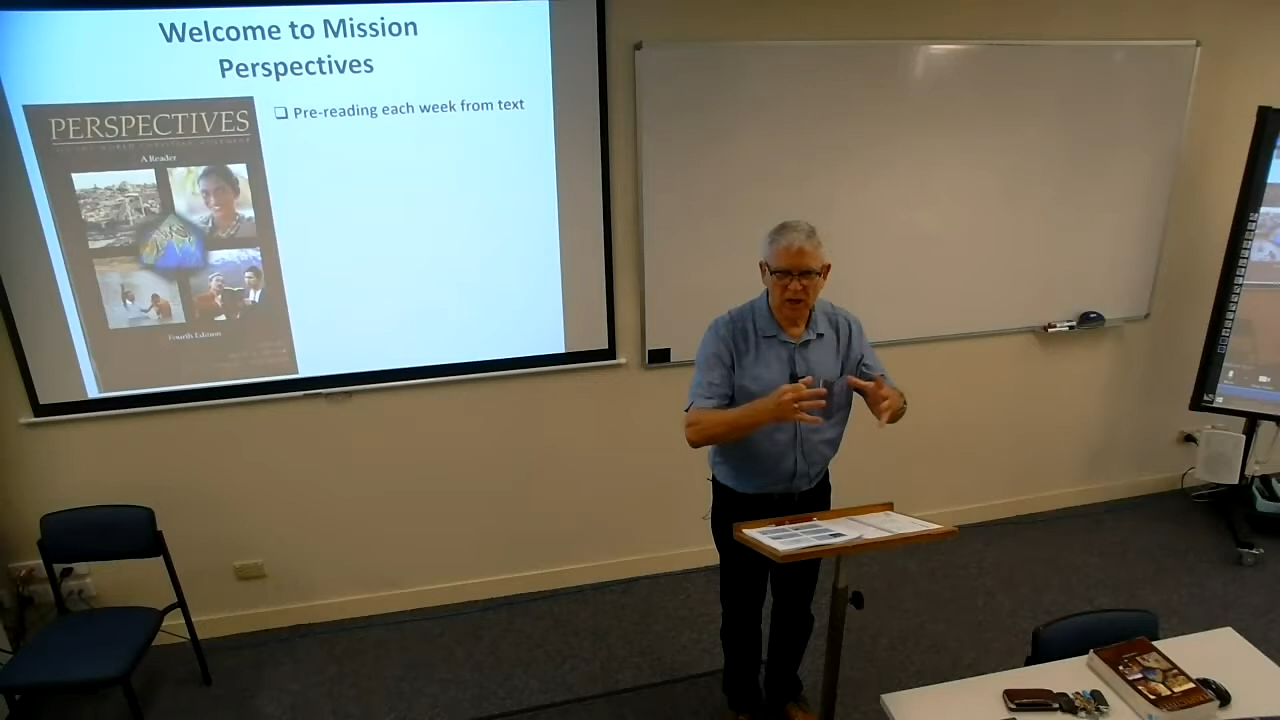 Welcome to Mission
Perspectives
❑ Pre-reading each week from text
PERSPECTIVES
A Reader
Fourth Edition